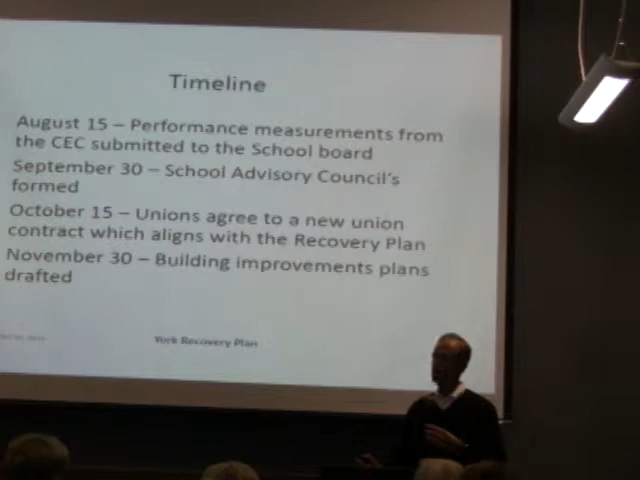 Timeline
August 15 – Performance measurements from
the CEC submitted to the School board
September 30 – School Advisory Council's
formed
October 15 – Unions agree to a new union
contract which aligns with the Recovery Plan
November 30 – Building improvements plans
drafted
York Recovery Plan